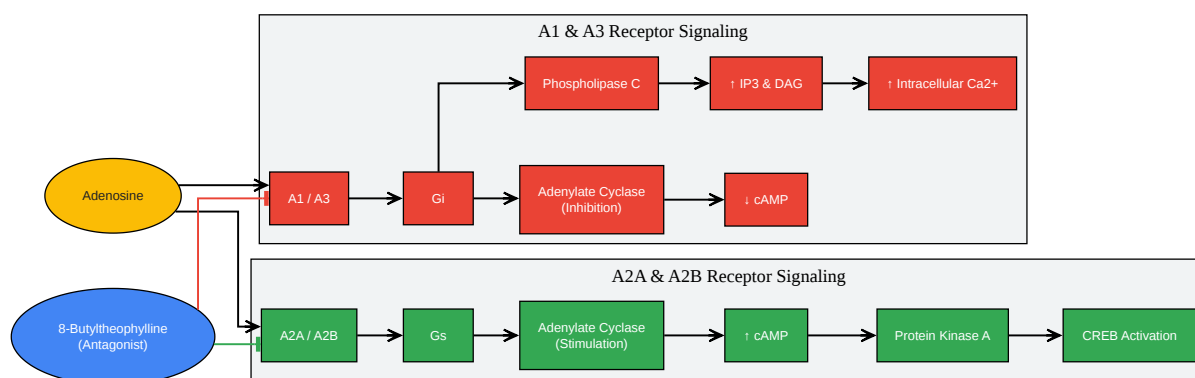 A1 & A3 Receptor Signaling
Phospholipase C
↑ IP3 & DAG
↑ Intracellular Ca2+
Adenosine
A1 / A3
Gi
Adenylate Cyclase
(Inhibition)
↓ cAMP
A2A & A2B Receptor Signaling
8-Butyltheophylline
(Antagonist)
A2A / A2B
Gs
Adenylate Cyclase
(Stimulation)
↑ cAMP
Protein Kinase A
CREB Activation